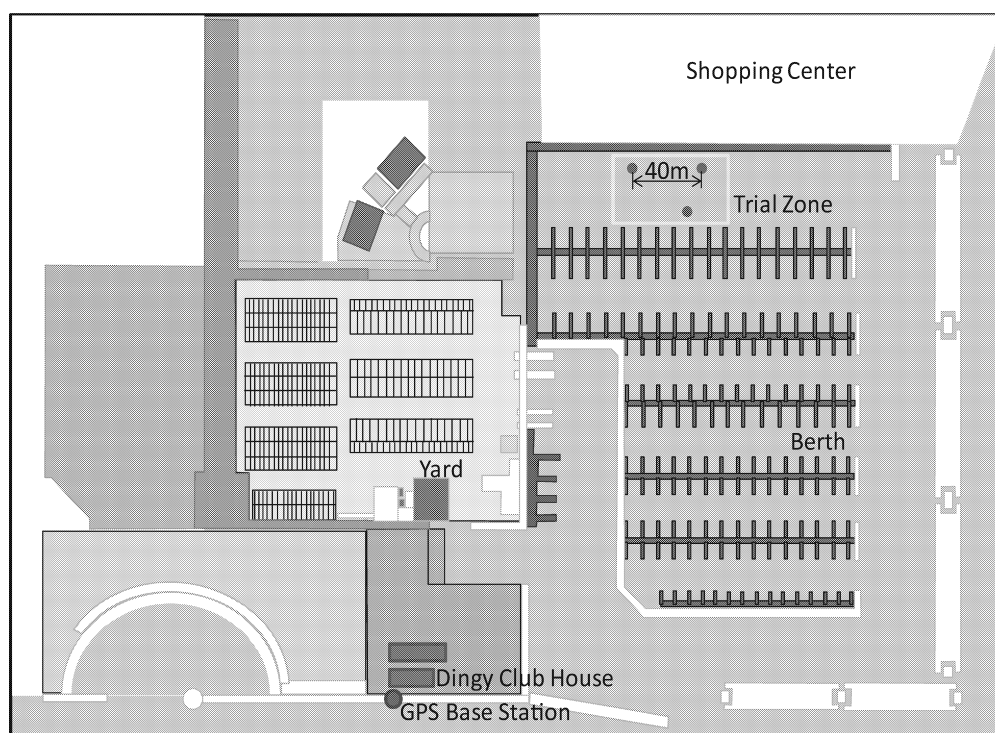 Shopping Center
40m
Trial Zone
Berth
Yard
Dingy Club House
GPS Base Station